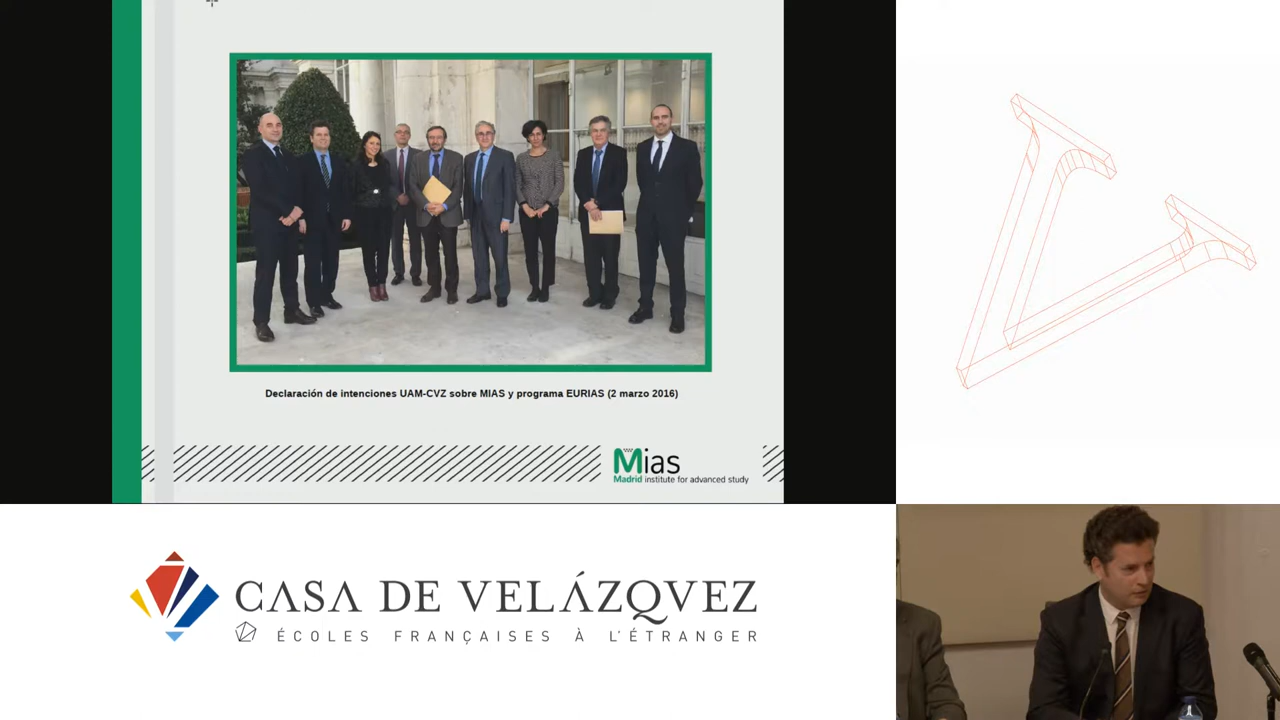 Declaración de intenciones UAM-CVZ sobre MIAS y programa EURIAS (2 marzo 2016)
Mias
Madrid institute for advanced study
CASA DE VELÁZQVEZ
ÉCOLES FRANÇAISES À L'ÉTRANGER